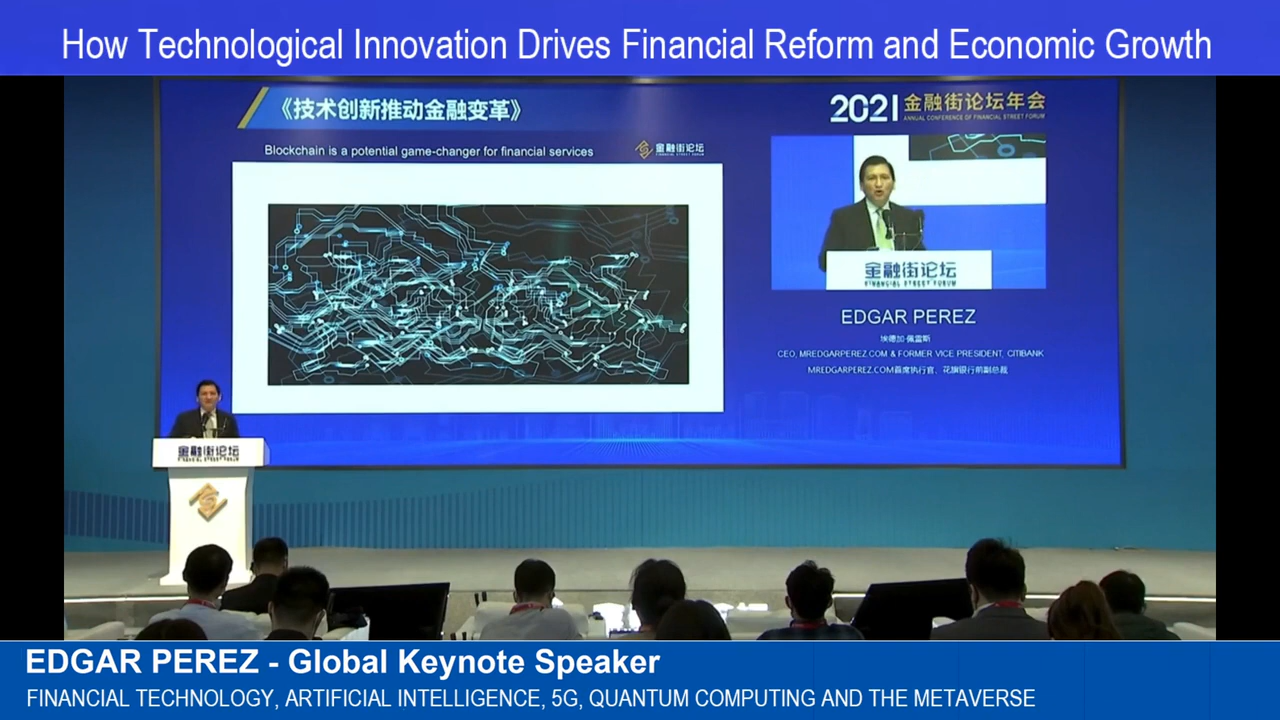 How Technological Innovation Drives Financial Reform and Economic Growth
《技术创新推动金融变革》
2021 金融街论坛年会
ANNUAL CONFERENCE OF FINANCIAL STREET FORUM
Blockchain is a potential game-changer for financial services
金融街论坛
FINANCIAL STREET FORUM
金融街论坛
FINANCIAL STREET FORUM
EDGAR PEREZ
埃德加·佩雷斯
CEO, MREDGARPEREZ.COM & FORMER VICE PRESIDENT, CITIBANK
MREDGARPEREZ.COM首席执行官、花旗银行前副总裁
金融街论坛
FINANCIAL STREET FORUM
EDGAR PEREZ - Global Keynote Speaker
FINANCIAL TECHNOLOGY, ARTIFICIAL INTELLIGENCE, 5G, QUANTUM COMPUTING AND THE METAVERSE